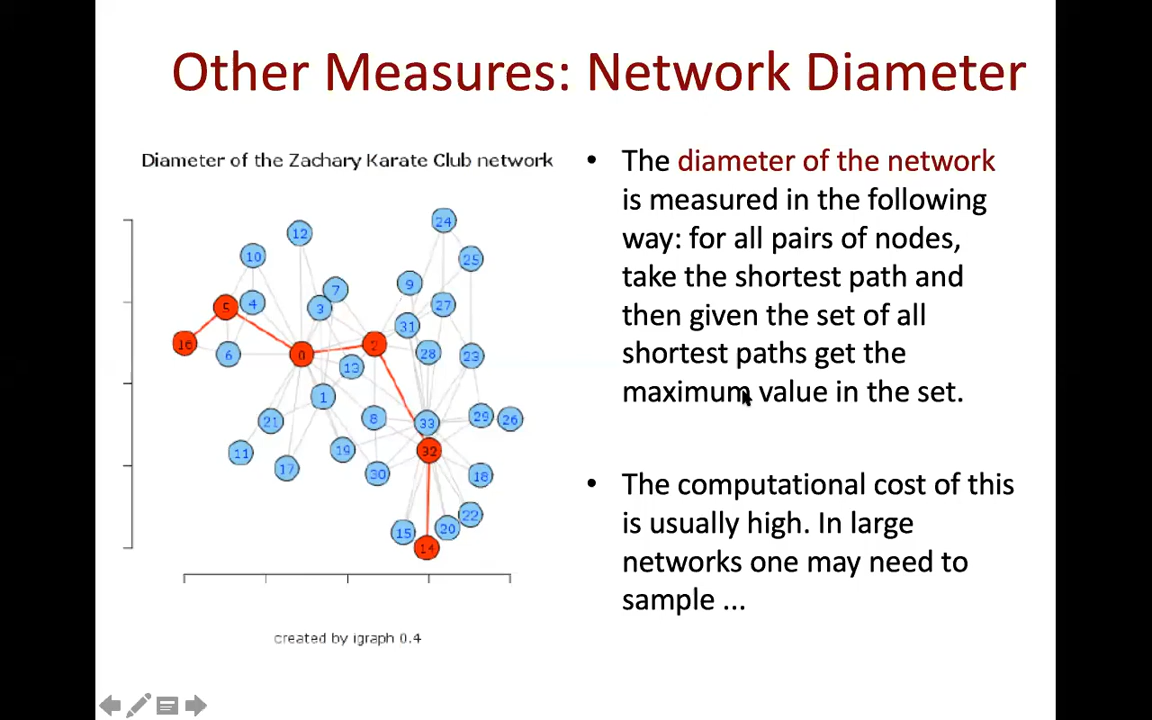 Other Measures: Network Diameter
Diameter of the Zachary Karate Club network
24
12
10
25
9
7
5
4
3
27
31
16
0
2
6
28
23
13
1
21
8
33
29
26
11
19
32
17
30
18
22
15
20
14
created by igraph 0.4
• The diameter of the network
is measured in the following
way: for all pairs of nodes,
take the shortest path and
then given the set of all
shortest paths get the
maximum value in the set.
• The computational cost of this
is usually high. In large
networks one may need to
sample ...